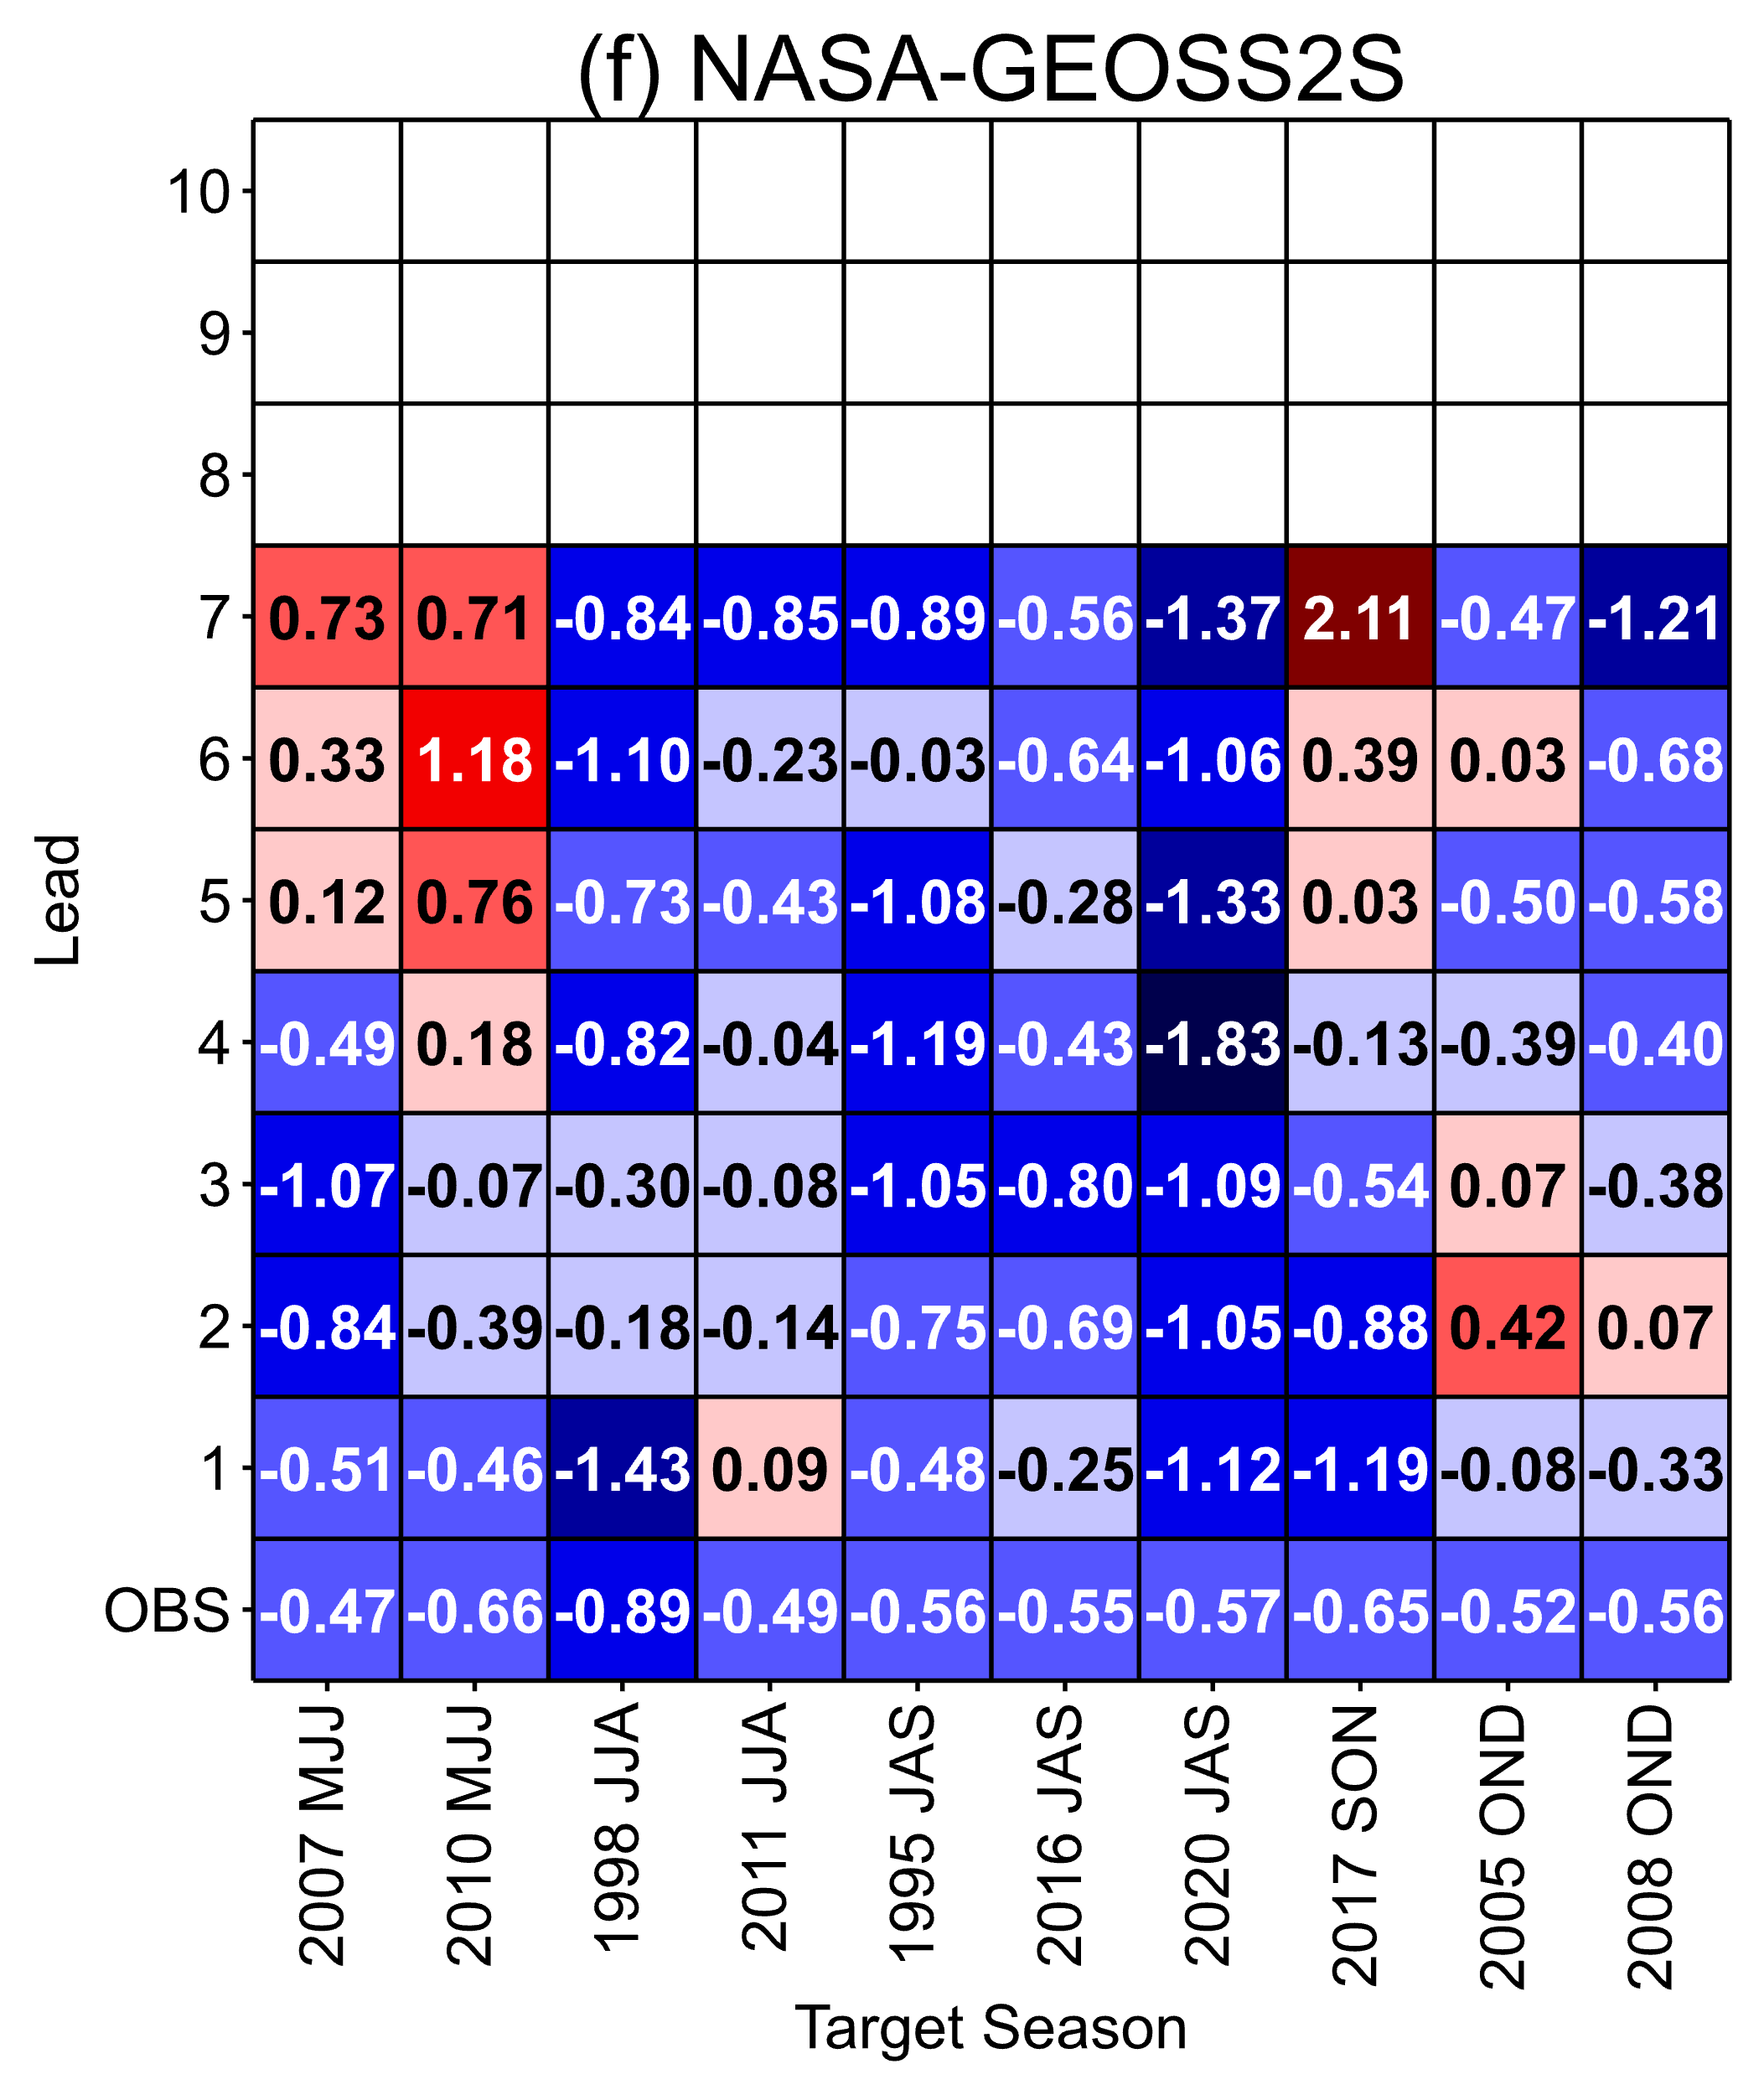 (f) NASA-GEOSS2S
10
9
8
7 0.73 0.71 -0.84 -0.85 -0.89 -0.56 -1.37 2.11 -0.47 -1.21
6 0.33 1.18 -1.10 -0.23 -0.03 -0.64 -1.06 0.39 0.03 -0.68
5 0.12 0.76 -0.73 -0.43 -1.08 -0.28 -1.33 0.03 -0.50 -0.58
4 -0.49 0.18 -0.82 -0.04 -1.19 -0.43 -1.83 -0.13 -0.39 -0.40
3 -1.07 -0.07 -0.30 -0.08 -1.05 -0.80 -1.09 -0.54 0.07 -0.38
2 -0.84 -0.39 -0.18 -0.14 -0.75 -0.69 -1.05 -0.88 0.42 0.07
1 -0.51 -0.46 -1.43 0.09 -0.48 -0.25 -1.12 -1.19 -0.08 -0.33
OBS -0.47 -0.66 -0.89 -0.49 -0.56 -0.55 -0.57 -0.65 -0.52 -0.56
Lead
2007 MJJ
2010 MJJ
1998 JJA
2011 JJA
1995 JAS
2016 JAS
2020 JAS
2017 SON
2005 OND
2008 OND
Target Season